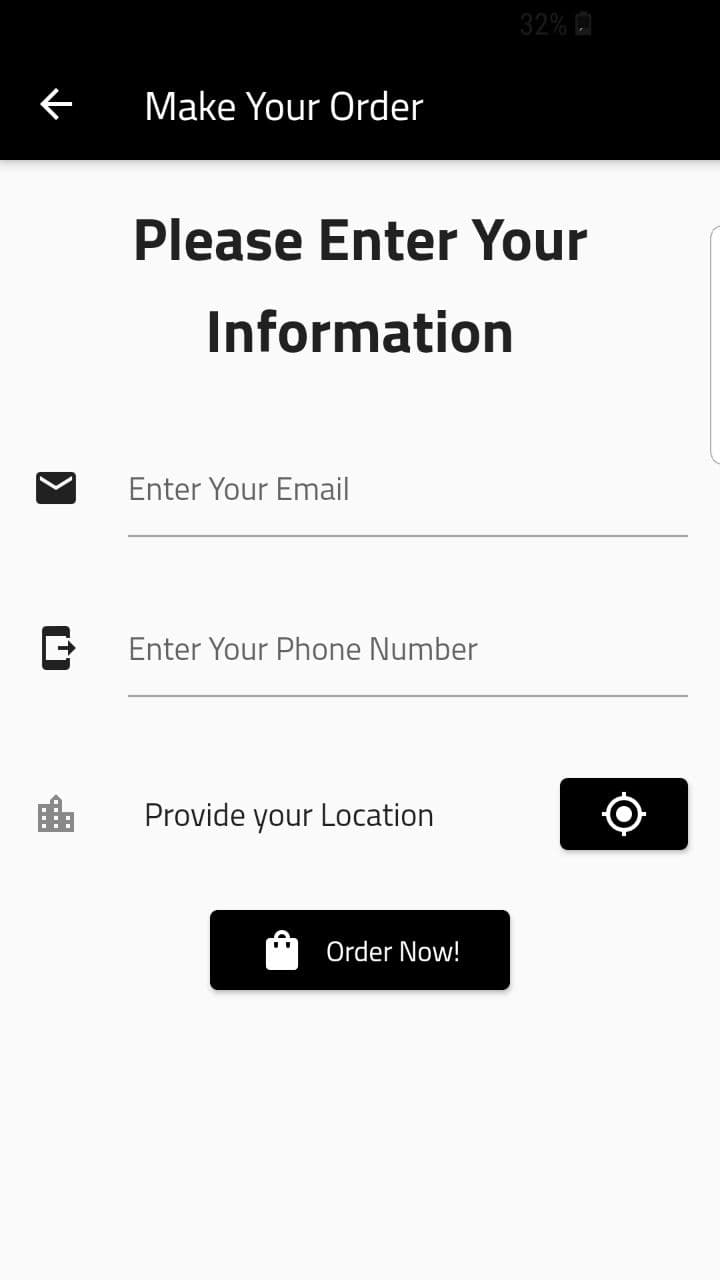 32%
Make Your Order
Please Enter Your
Information
Enter Your Email
Enter Your Phone Number
Provide your Location
Order Now!